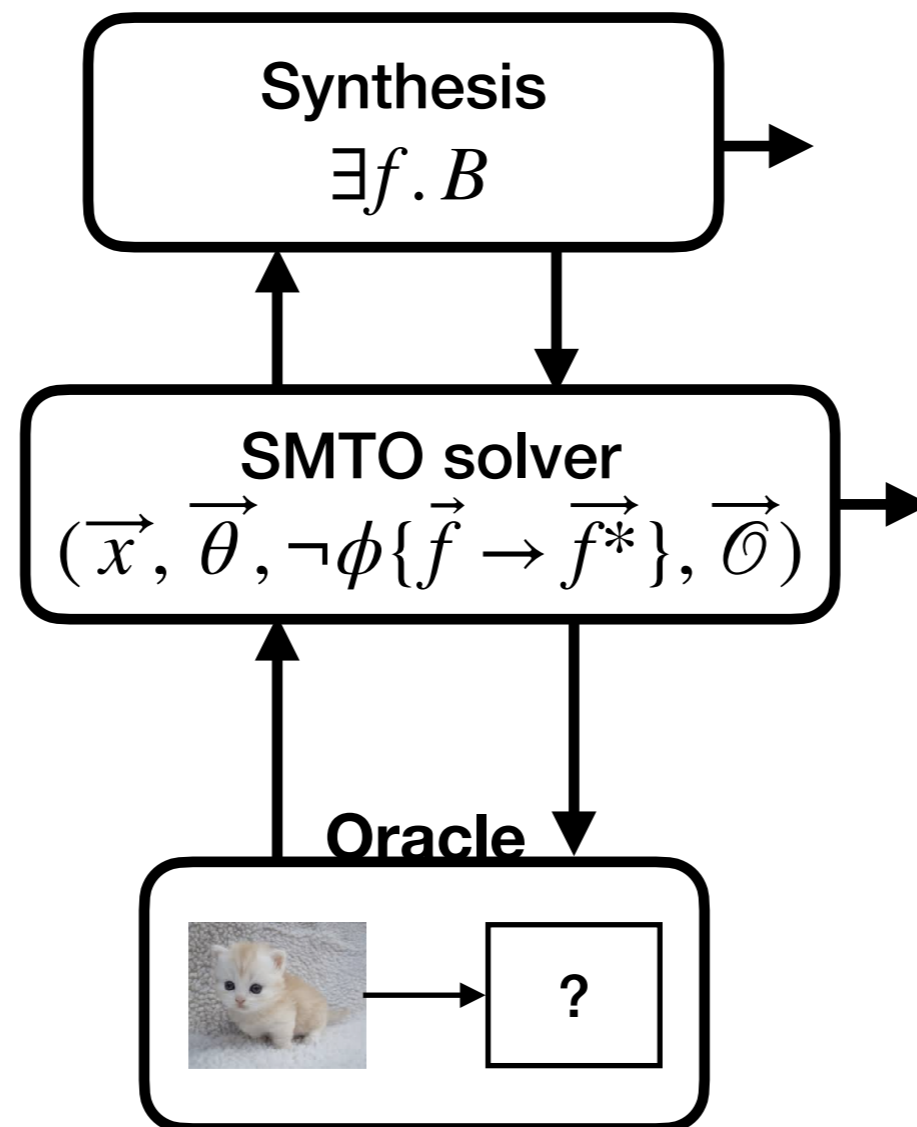 Synthesis
∃f . B
SMTO solver
(x⃗, θ⃗, ¬ϕ{f⃗ → f*⃗}, 𝒪⃗)
Oracle
?